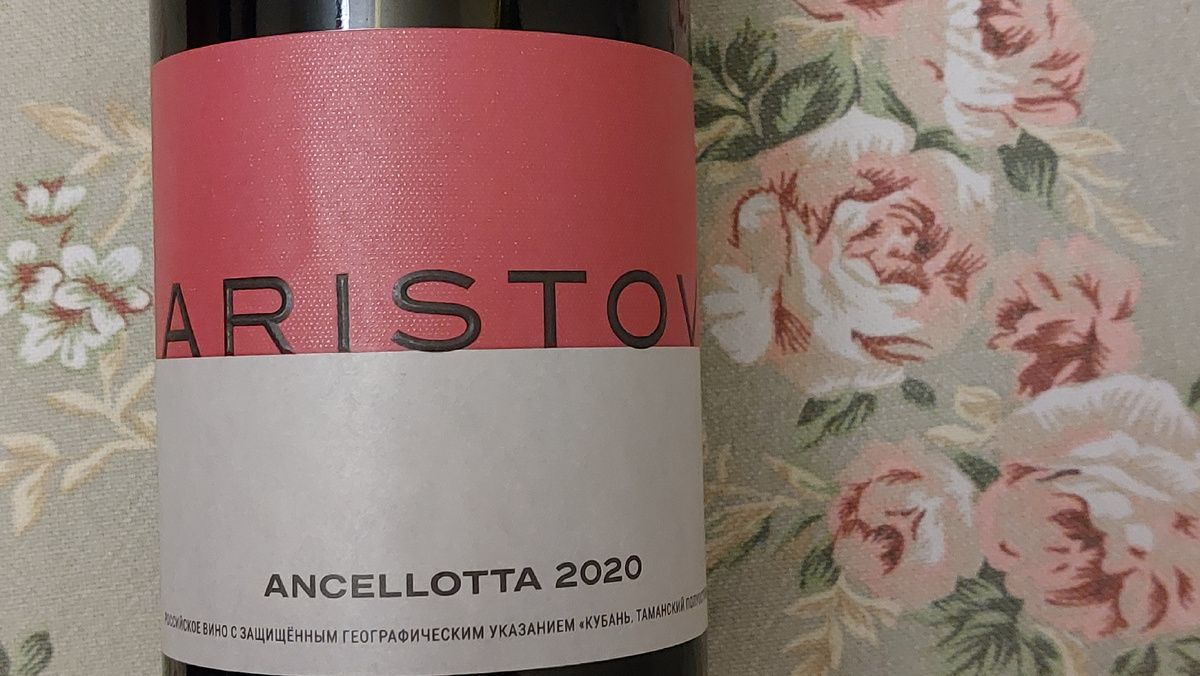 ARISTOV
ANCELLOTTA 2020
РОССИЙСКОЕ ВИНО С ЗАЩИЩЁННЫМ ГЕОГРАФИЧЕСКИМ УКАЗАНИЕМ «КУБАНЬ. ТАМАНСКИЙ